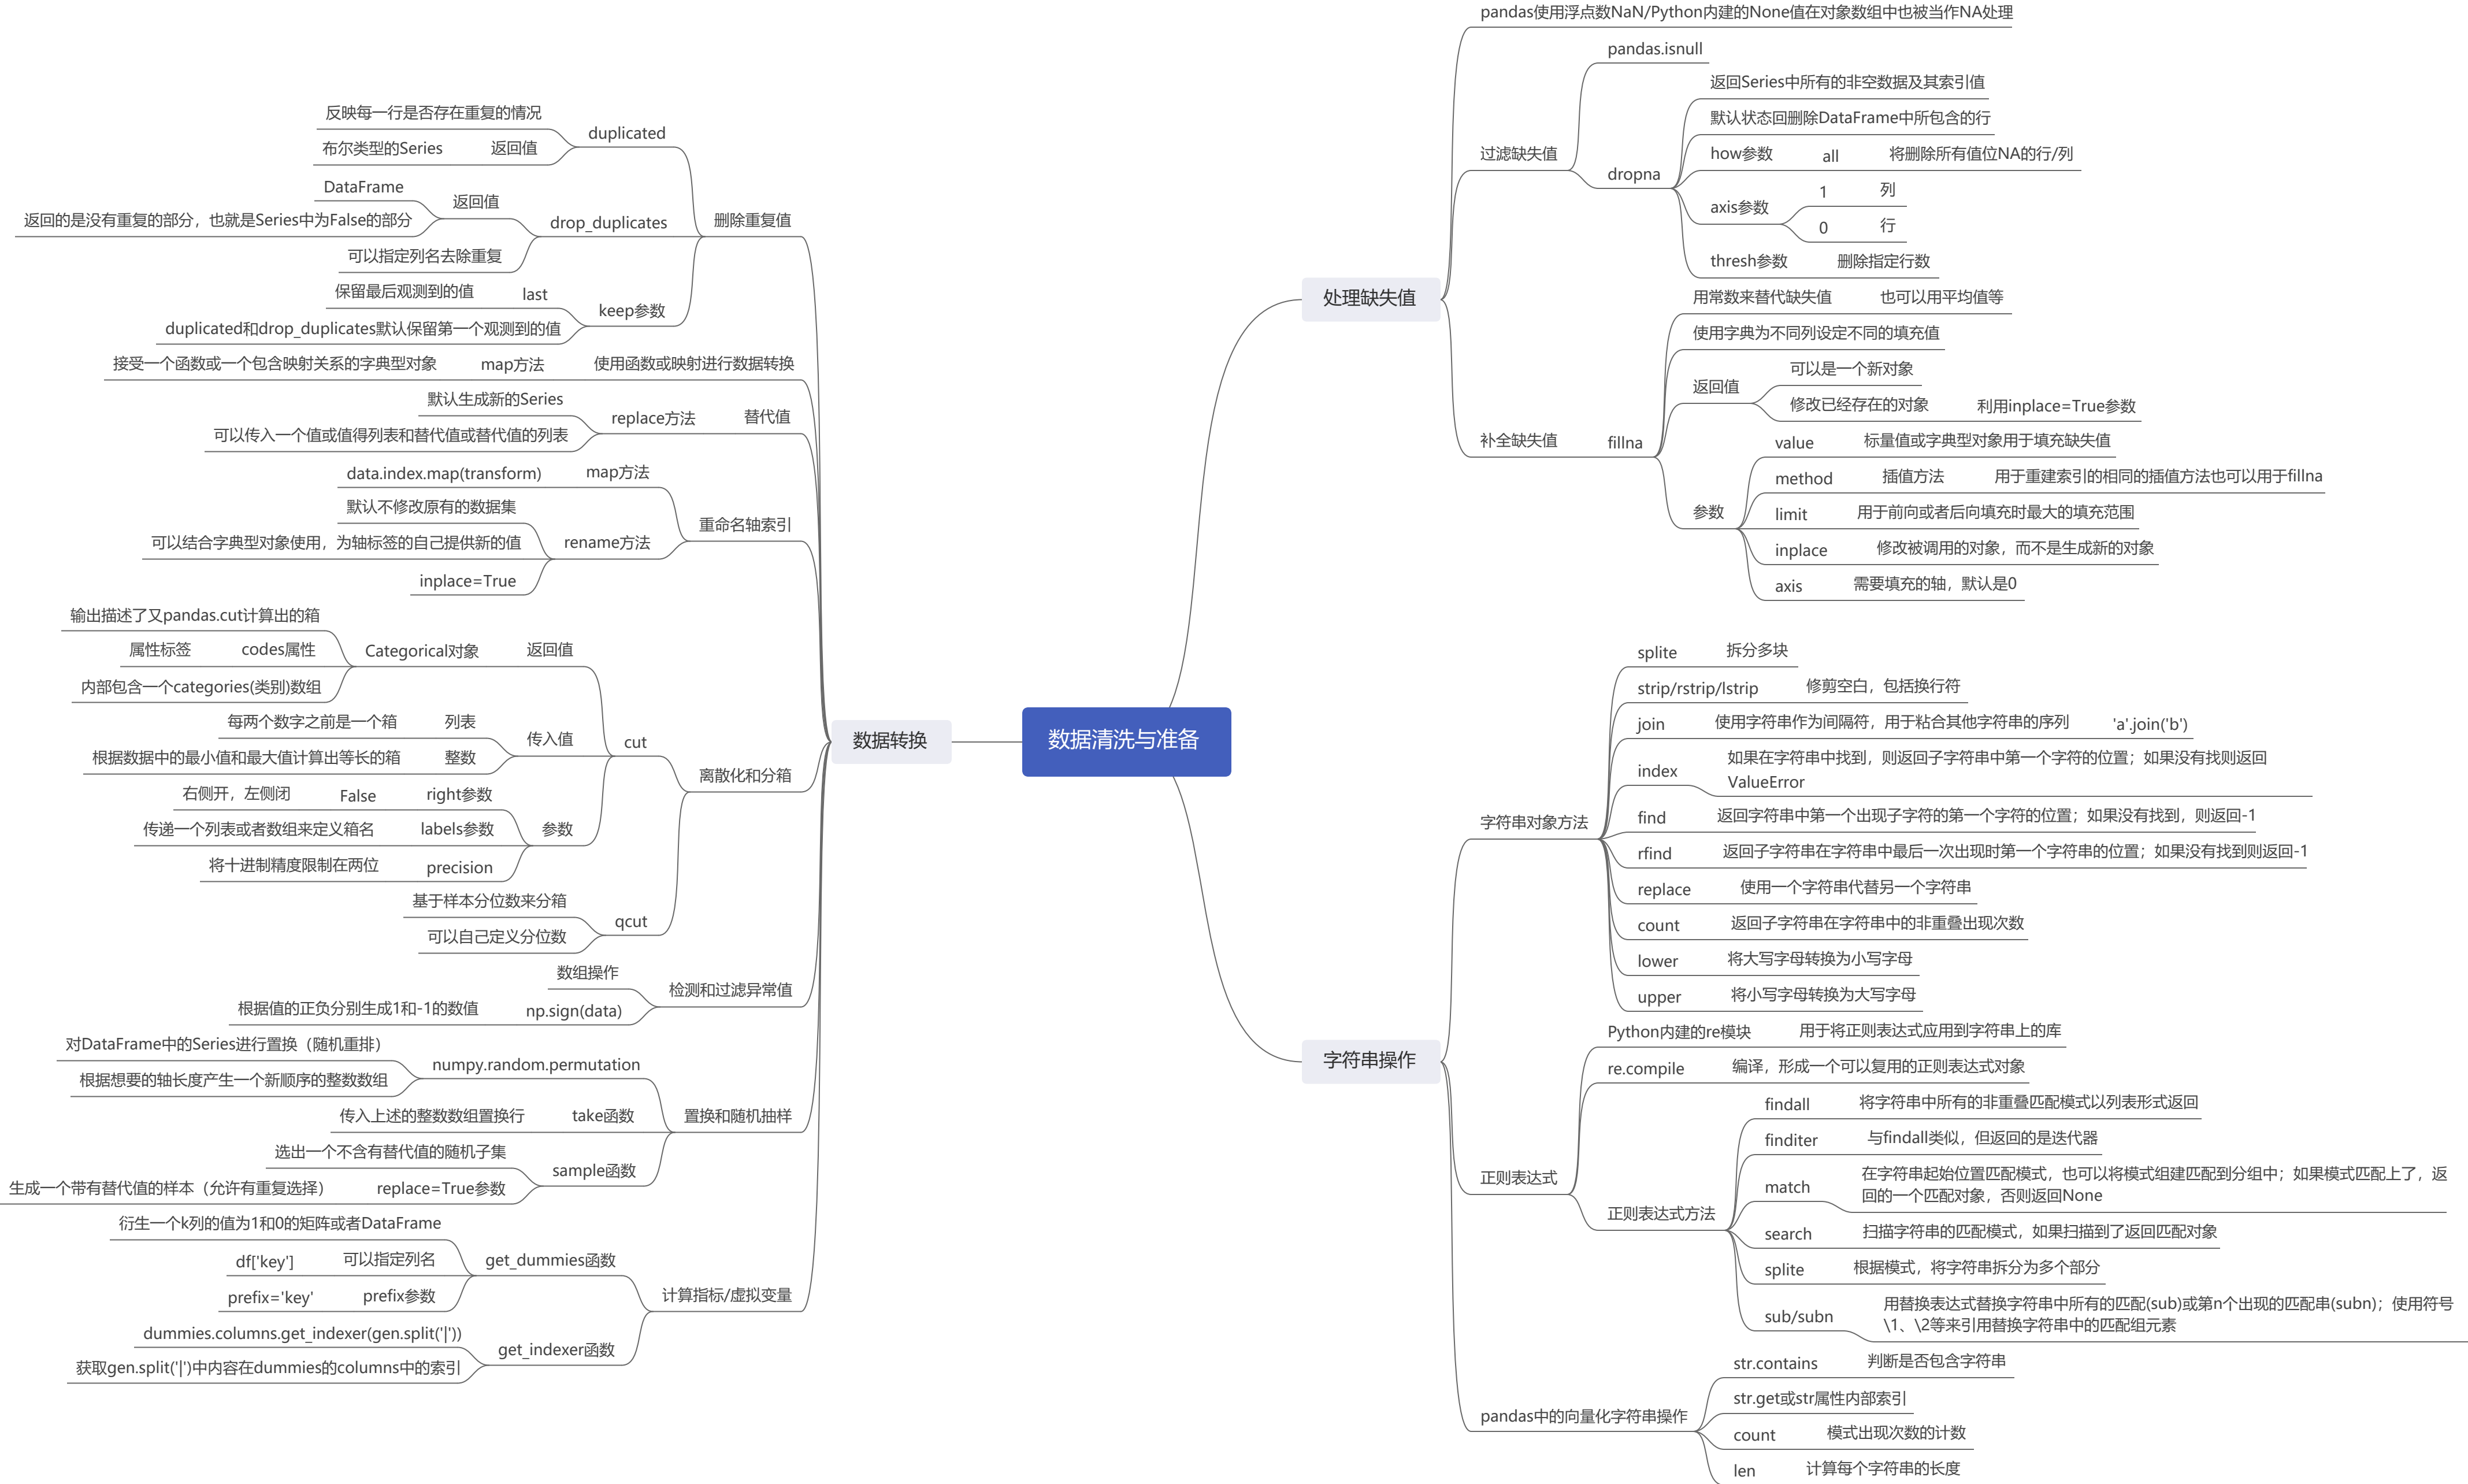 数据清洗与准备
处理缺失值
pandas使用浮点数NaN/Python内建的None值在对象数组中也被当作NA处理
过滤缺失值
pandas.isnull
dropna
返回Series中所有的非空数据及其索引值
默认状态回删除DataFrame中所包含的行
how参数
all
将删除所有值位NA的行/列
axis参数
1
列
0
行
thresh参数
删除指定行数
补全缺失值
fillna
用常数来替代缺失值
也可以用平均值等
使用字典为不同列设定不同的填充值
返回值
可以是一个新对象
修改已经存在的对象
利用inplace=True参数
参数
value
标量值或字典型对象用于填充缺失值
method
插值方法
用于重建索引的相同的插值方法也可以用于fillna
limit
用于前向或者后向填充时最大的填充范围
inplace
修改被调用的对象，而不是生成新的对象
axis
需要填充的轴，默认是0
字符串操作
字符串对象方法
splite
拆分多块
strip/rstrip/lstrip
修剪空白，包括换行符
join
使用字符串作为间隔符，用于粘合其他字符串的序列
'a'.join('b')
index
如果在字符串中找到，则返回子字符串中第一个字符的位置；如果没有找则返回
ValueError
find
返回字符串中第一个出现子字符的第一个字符的位置；如果没有找到，则返回-1
rfind
返回子字符串在字符串中最后一次出现时第一个字符串的位置；如果没有找到则返回-1
replace
使用一个字符串代替另一个字符串
count
返回子字符串在字符串中的非重叠出现次数
lower
将大写字母转换为小写字母
upper
将小写字母转换为大写字母
正则表达式
Python内建的re模块
用于将正则表达式应用到字符串上的库
re.compile
编译，形成一个可以复用的正则表达式对象
正则表达式方法
findall
将字符串中所有的非重叠匹配模式以列表形式返回
finditer
与findall类似，但返回的是迭代器
match
在字符串起始位置匹配模式，也可以将模式组建匹配到分组中；如果模式匹配上了，返
回的一个匹配对象，否则返回None
search
扫描字符串的匹配模式，如果扫描到了返回匹配对象
splite
根据模式，将字符串拆分为多个部分
sub/subn
用替换表达式替换字符串中所有的匹配(sub)或第n个出现的匹配串(subn)；使用符号
\1、\2等来引用替换字符串中的匹配组元素
pandas中的向量化字符串操作
str.contains
判断是否包含字符串
str.get或str属性内部索引
count
模式出现次数的计数
len
计算每个字符串的长度
数据转换
删除重复值
duplicated
反映每一行是否存在重复的情况
返回值
布尔类型的Series
drop_duplicates
返回值
DataFrame
返回的是没有重复的部分，也就是Series中为False的部分
可以指定列名去除重复
keep参数
last
保留最后观测到的值
duplicated和drop_duplicates默认保留第一个观测到的值
使用函数或映射进行数据转换
map方法
接受一个函数或一个包含映射关系的字典型对象
替代值
replace方法
默认生成新的Series
可以传入一个值或值得列表和替代值或替代值的列表
重命名轴索引
map方法
data.index.map(transform)
rename方法
默认不修改原有的数据集
可以结合字典型对象使用，为轴标签的自己提供新的值
inplace=True
离散化和分箱
cut
返回值
Categorical对象
输出描述了又pandas.cut计算出的箱
codes属性
属性标签
内部包含一个categories(类别)数组
传入值
列表
每两个数字之前是一个箱
整数
根据数据中的最小值和最大值计算出等长的箱
参数
right参数
False
右侧开，左侧闭
labels参数
传递一个列表或者数组来定义箱名
precision
将十进制精度限制在两位
qcut
基于样本分位数来分箱
可以自己定义分位数
检测和过滤异常值
数组操作
np.sign(data)
根据值的正负分别生成1和-1的数值
置换和随机抽样
numpy.random.permutation
对DataFrame中的Series进行置换（随机重排）
根据想要的轴长度产生一个新顺序的整数数组
take函数
传入上述的整数数组置换行
sample函数
选出一个不含有替代值的随机子集
replace=True参数
生成一个带有替代值的样本（允许有重复选择）
计算指标/虚拟变量
get_dummies函数
衍生一个k列的值为1和0的矩阵或者DataFrame
可以指定列名
df['key']
prefix参数
prefix='key'
get_indexer函数
dummies.columns.get_indexer(gen.split('|'))
获取gen.split('|')中内容在dummies的columns中的索引